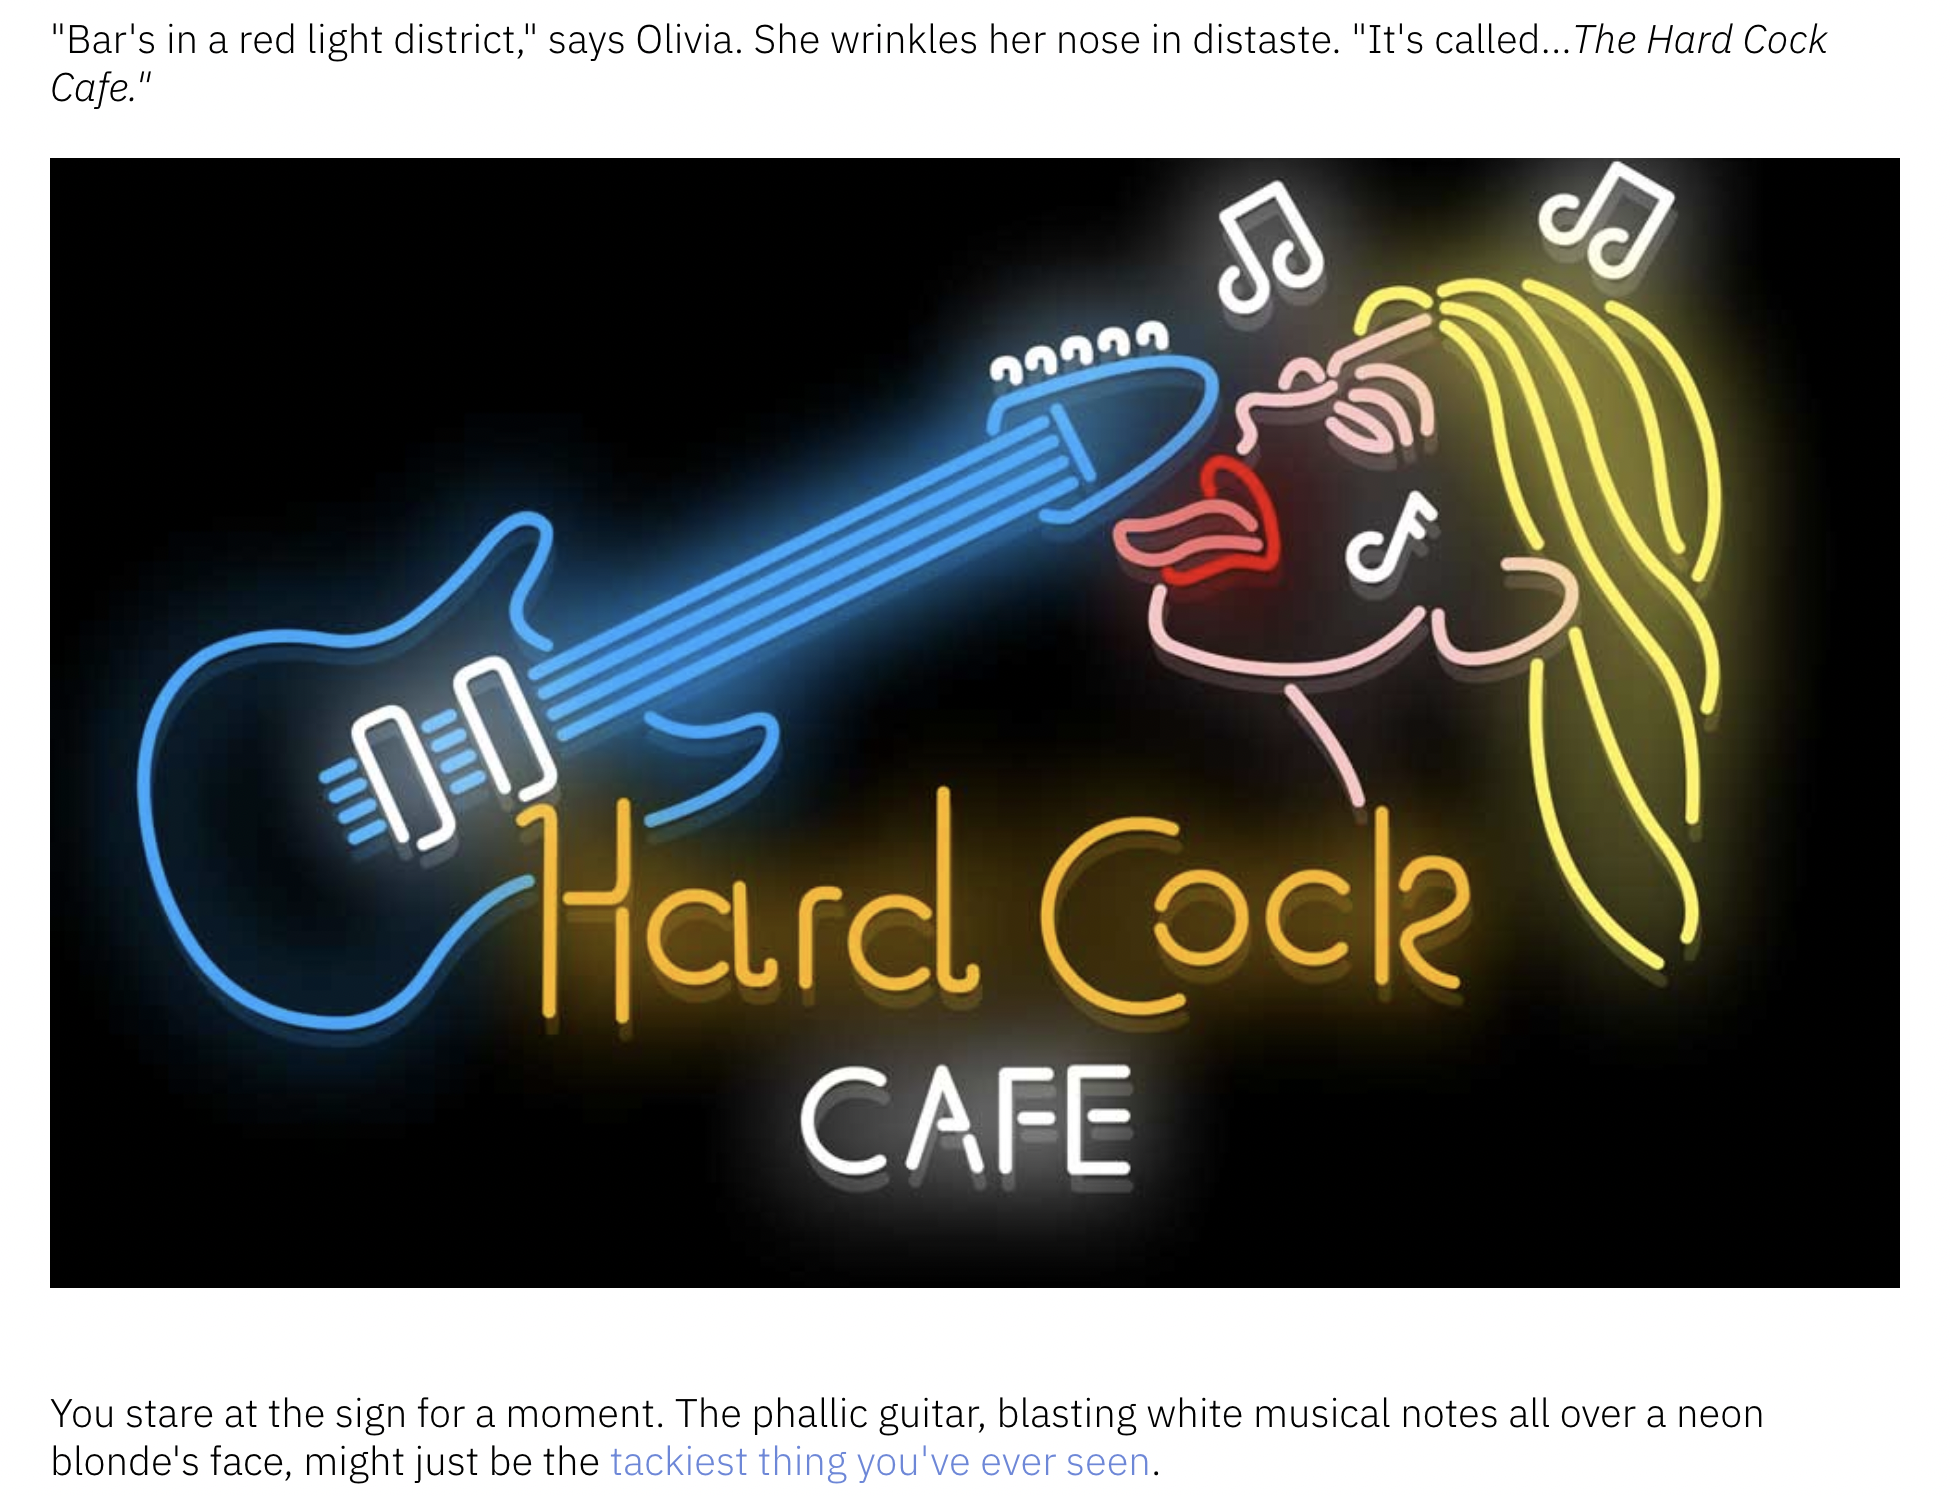 "Bar's in a red light district," says Olivia. She wrinkles her nose in distaste. "It's called...The Hard Cock
Cafe."
Hard Cock
CAFE
You stare at the sign for a moment. The phallic guitar, blasting white musical notes all over a neon
blonde's face, might just be the tackiest thing you've ever seen.